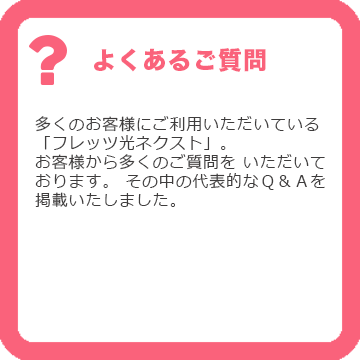 ? よくあるご質問
多くのお客様にご利用いただいている
「フレッツ光ネクスト」。
お客様から多くのご質問を いただいて
おります。 その中の代表的なＱ＆Ａを
掲載いたしました。